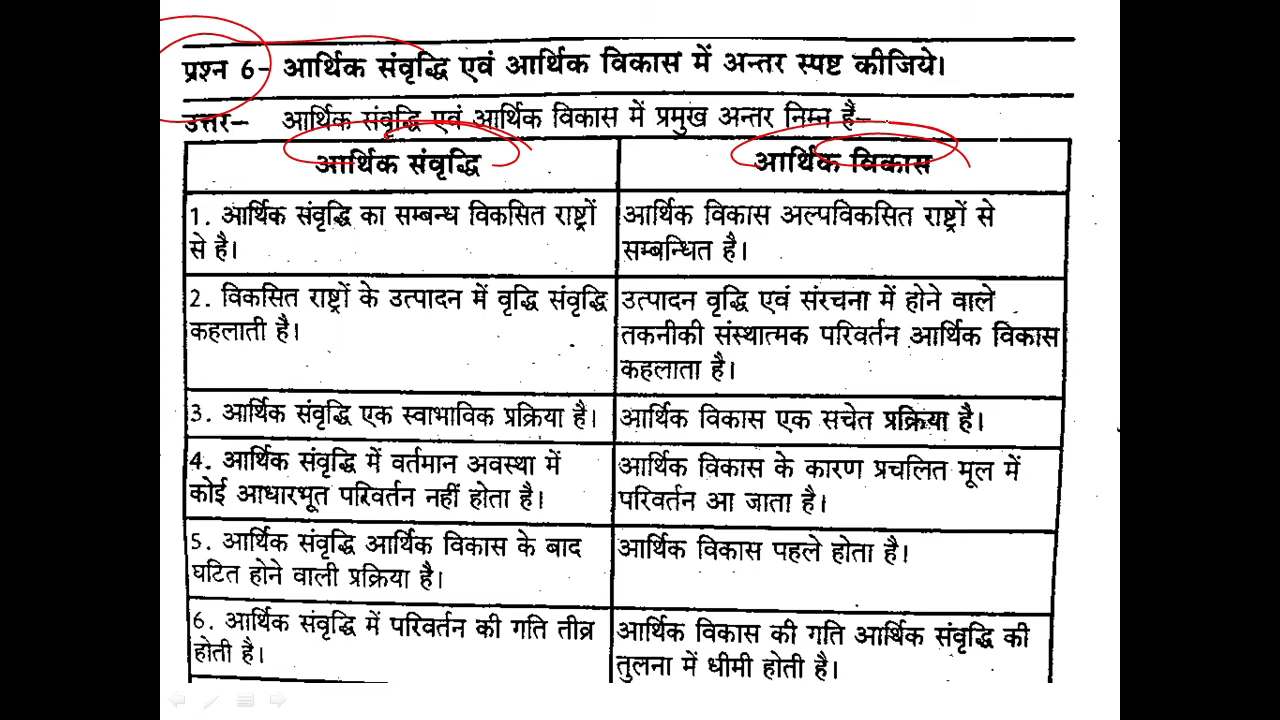 प्रश्न 6- आर्थिक संवृद्धि एवं आर्थिक विकास में अन्तर स्पष्ट कीजिये।
उत्तर- आर्थिक संवृद्धि एवं आर्थिक विकास में प्रमुख अन्तर निम्न है-
आर्थिक संवृद्धि
आर्थिक विकास
1. आर्थिक संवृद्धि का सम्बन्ध विकसित राष्ट्रों
से है।
आर्थिक विकास अल्पविकसित राष्ट्रों से
सम्बन्धित है।
2. विकसित राष्ट्रों के उत्पादन में वृद्धि संवृद्धि
कहलाती है।
उत्पादन वृद्धि एवं संरचना में होने वाले
तकनीकी संस्थात्मक परिवर्तन आर्थिक विकास
कहलाता है।
3. आर्थिक संवृद्धि एक स्वाभाविक प्रक्रिया है।
आर्थिक विकास एक सचेत प्रक्रिया है।
4. आर्थिक संवृद्धि में वर्तमान अवस्था में
कोई आधारभूत परिवर्तन नहीं होता है।
आर्थिक विकास के कारण प्रचलित मूल में
परिवर्तन आ जाता है।
5. आर्थिक संवृद्धि आर्थिक विकास के बाद
घटित होने वाली प्रक्रिया है।
आर्थिक विकास पहले होता है।
6. आर्थिक संवृद्धि में परिवर्तन की गति तीव्र
होती है।
आर्थिक विकास की गति आर्थिक संवृद्धि की
तुलना में धीमी होती है।